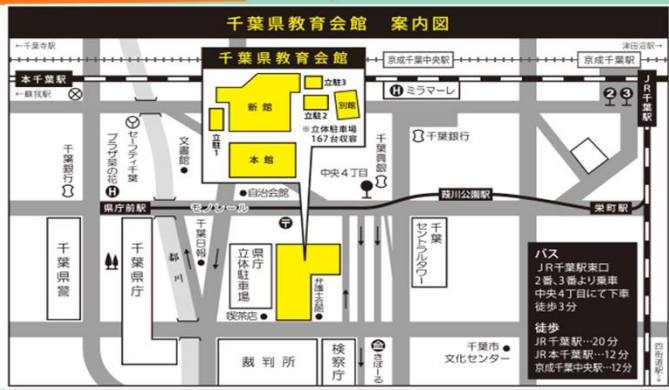 千葉県教育会館 案内図
←千葉寺駅
津田沼駅→
千葉県教育会館
京成千葉中央駅
京成千葉駅
本千葉駅
JR千葉駅
←蘇我駅
新館
立駐3
別館
立駐2
立駐1
※立体駐車場
167台収容
本館
H ミラマーレ
2 3
セーフティ千葉
プラザ菜の花
H
文書館
千葉銀行
自治会館
中央4丁目
千葉興銀
千葉銀行
県庁前駅
モノレール
葭川公園駅
栄町駅
千葉県警
千葉県庁
都川
千葉日報
県庁
立体駐車場
弁護士会館
喫茶店
千葉
セントラルタワー
裁判所
検察庁
きぼーる
千葉市
文化センター
四街道駅
バス
JR千葉駅東口
2番、3番より乗車
中央4丁目にて下車
徒歩3分
徒歩
JR千葉駅…20分
JR本千葉駅…12分
京成千葉中央駅…12分